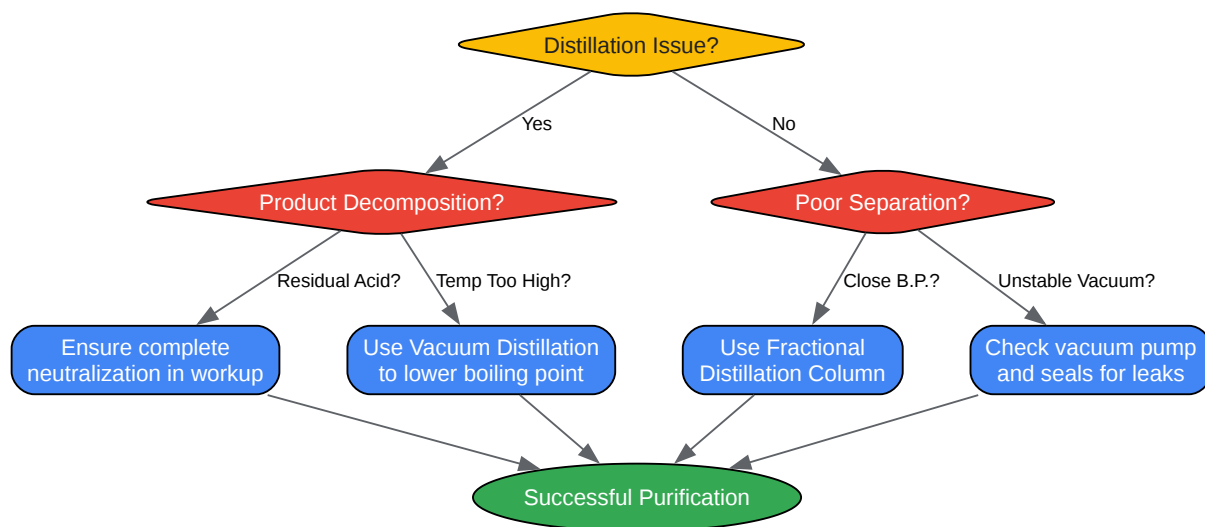 Distillation Issue?
Yes
No
Product Decomposition?
Poor Separation?
Residual Acid?
Temp Too High?
Close B.P.?
Unstable Vacuum?
Ensure complete
neutralization in workup
Use Vacuum Distillation
to lower boiling point
Use Fractional
Distillation Column
Check vacuum pump
and seals for leaks
Successful Purification